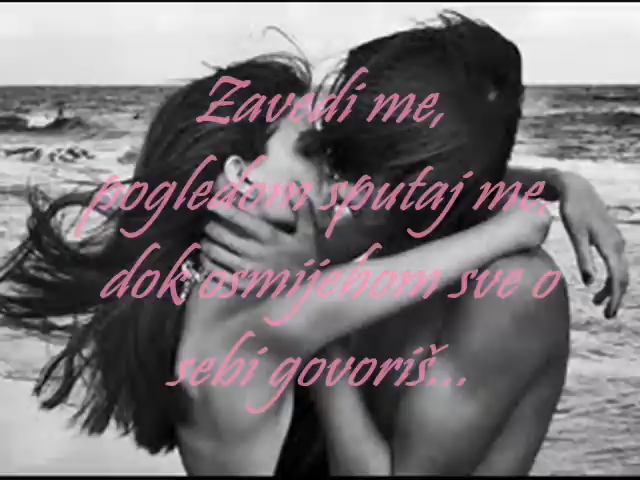 Zavedi me,
pogledom sputaj me,
dok osmijehom sve o
sebi govoriš...